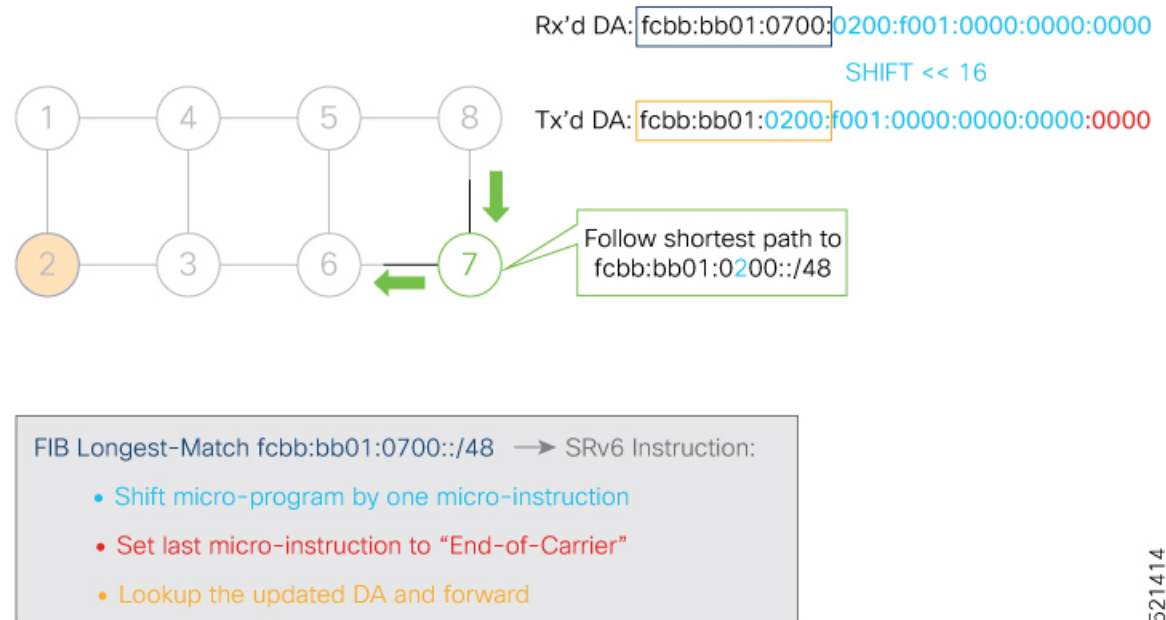 Rx'd DA: fcbb:bb01:0700:0200:f001:0000:0000:0000
SHIFT << 16
Tx'd DA: fcbb:bb01:0200:f001:0000:0000:0000:0000
1
4
5
8
2
3
6
7
Follow shortest path to
fcbb:bb01:0200::/48
FIB Longest-Match fcbb:bb01:0700::/48 → SRv6 Instruction:
• Shift micro-program by one micro-instruction
• Set last micro-instruction to “End-of-Carrier”
• Lookup the updated DA and forward
521414